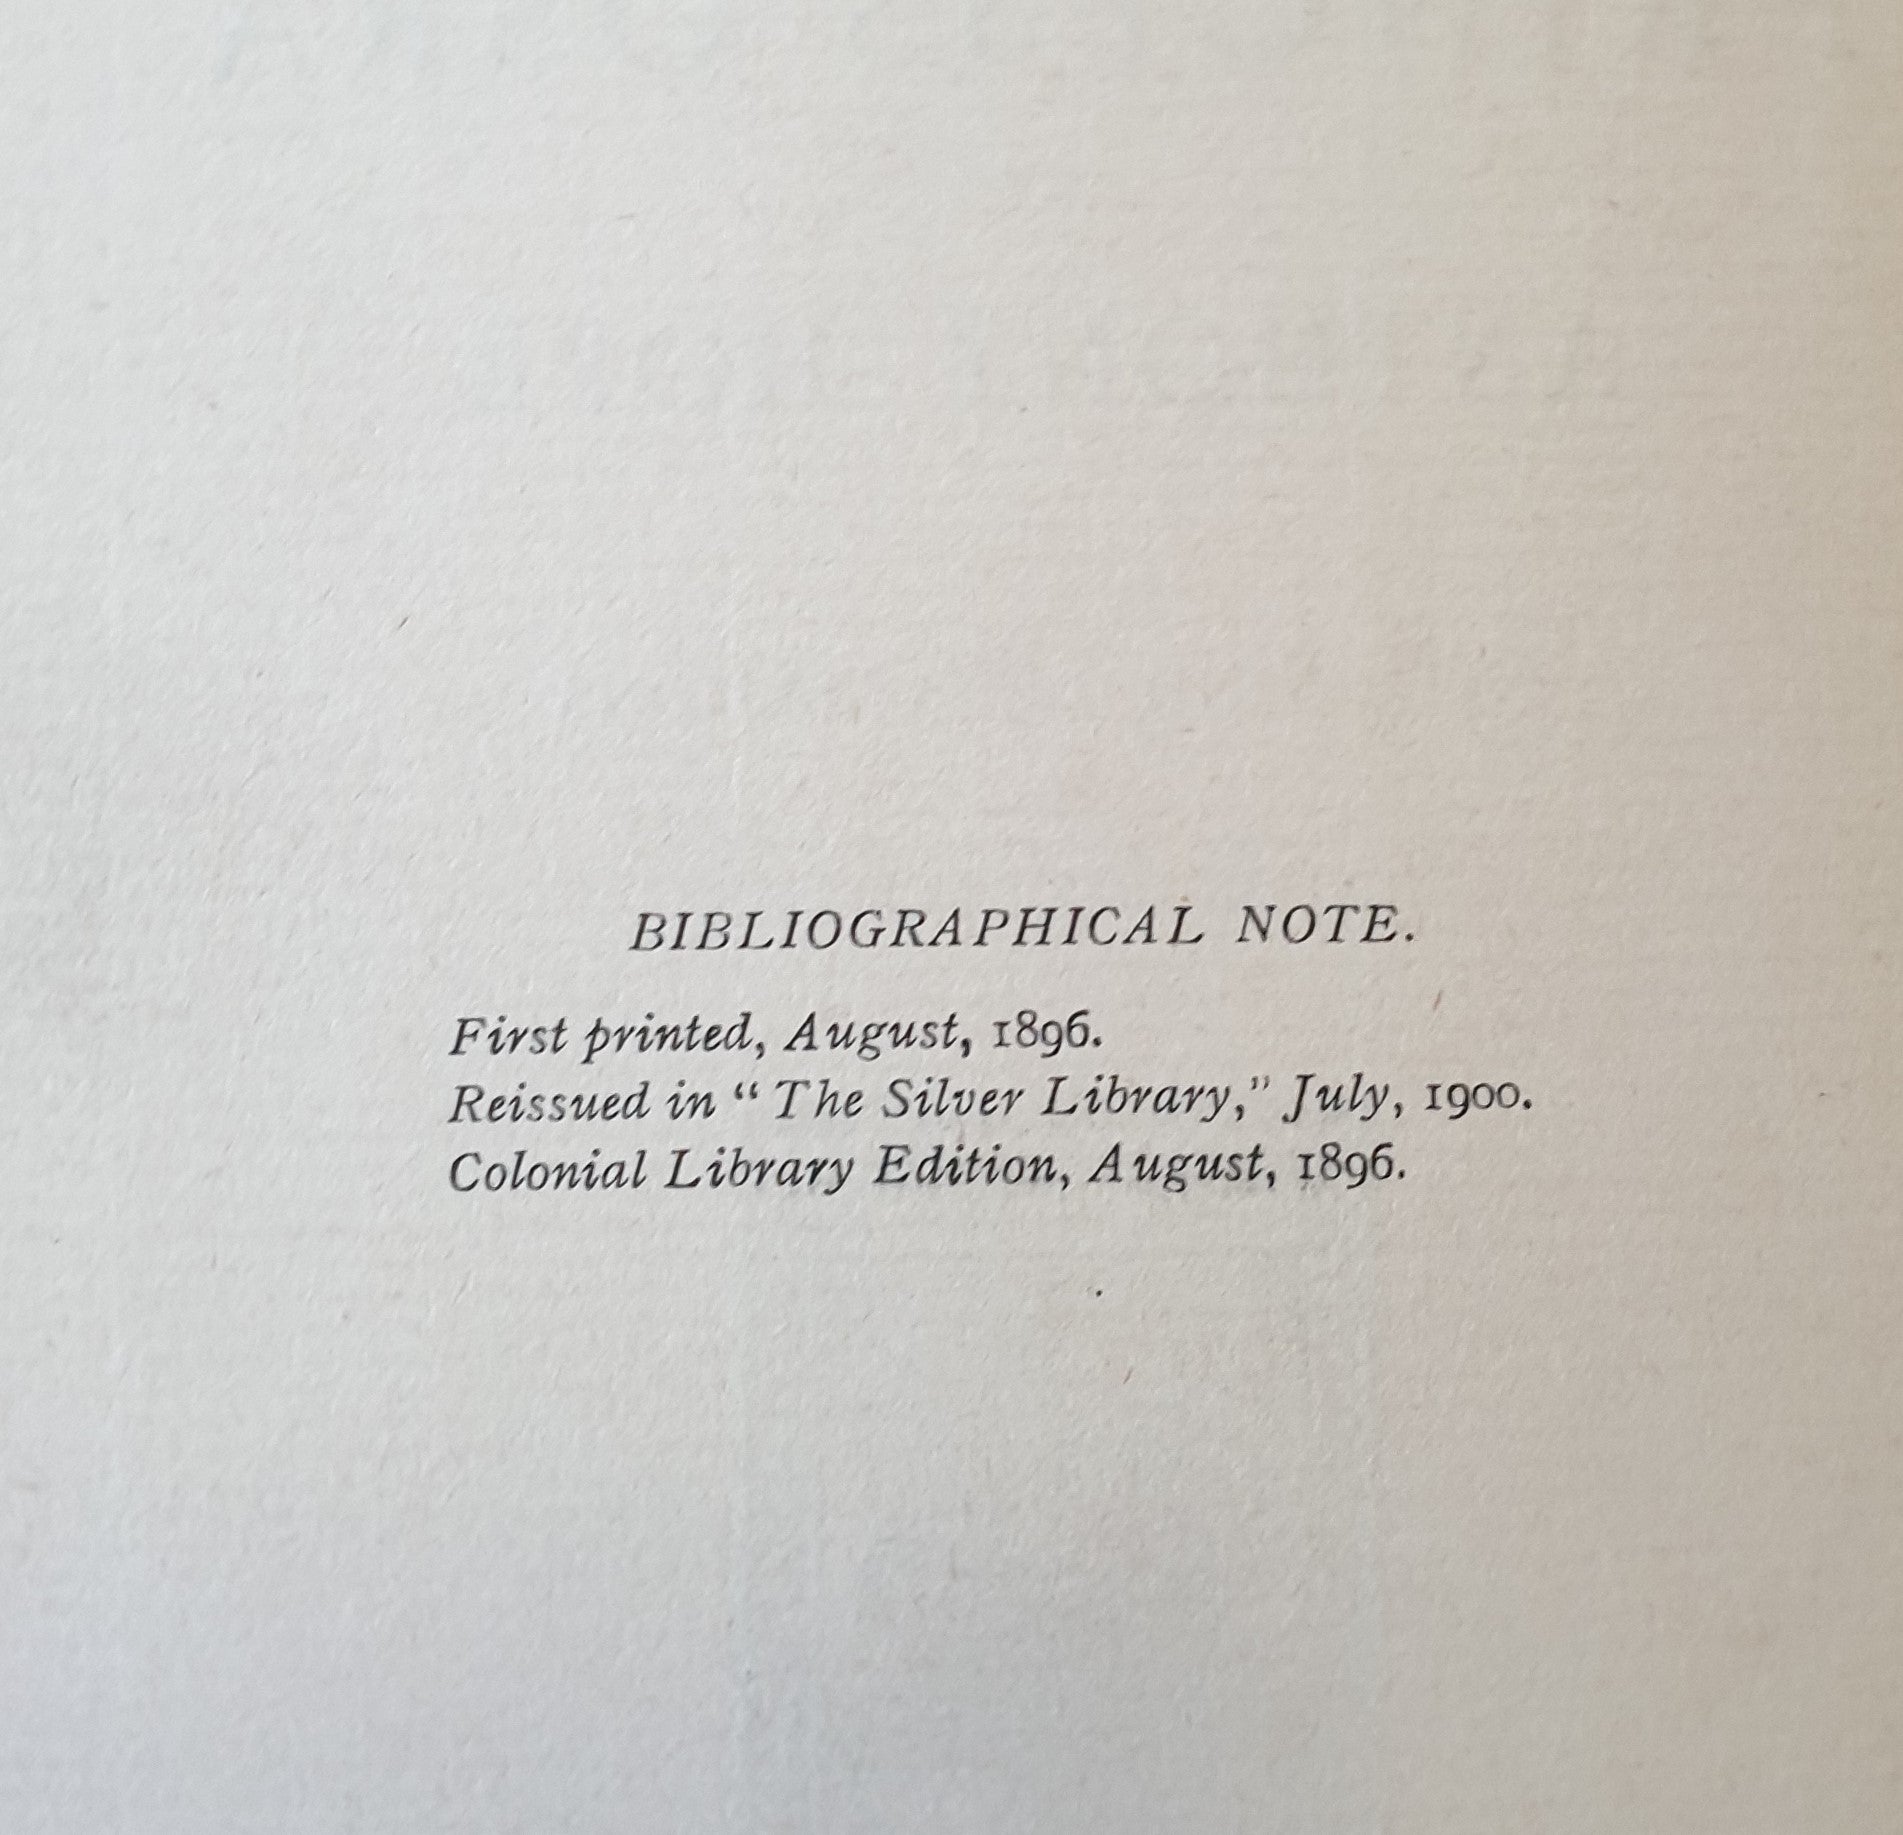 BIBLIOGRAPHICAL NOTE.
First printed, August, 1896.
Reissued in “The Silver Library,” July, 1900.
Colonial Library Edition, August, 1896.